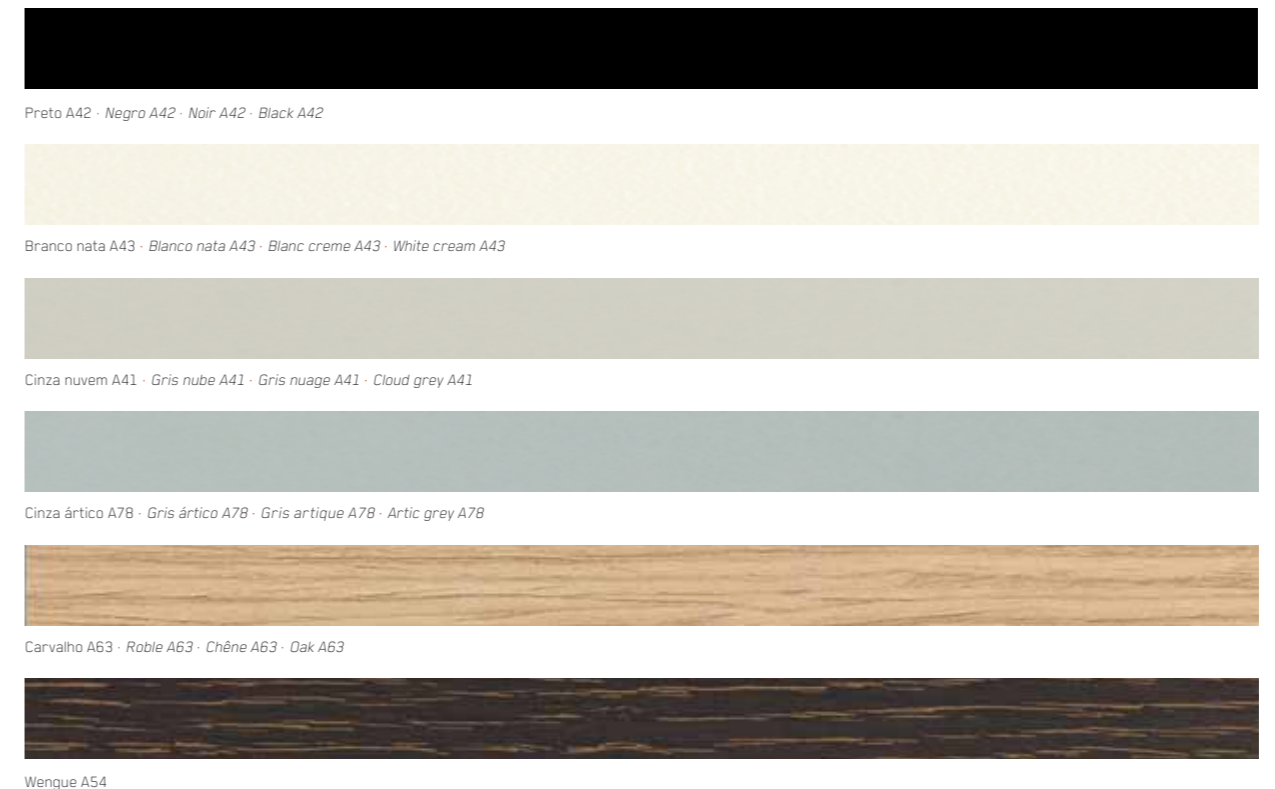 Preto A42 · Negro A42 · Noir A42 · Black A42
Branco nata A43 · Blanco nata A43 · Blanc creme A43 · White cream A43
Cinza nuvem A41 · Gris nube A41 · Gris nuage A41 · Cloud grey A41
Cinza ártico A78 · Gris ártico A78 · Gris artique A78 · Artic grey A78
Carvalho A63 · Roble A63 · Chêne A63 · Oak A63
Wengue A54